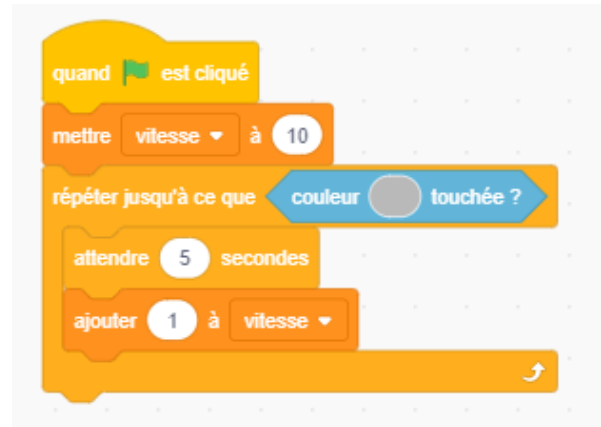 quand est cliqué
mettre vitesse à 10
répéter jusqu'à ce que couleur touchée ?
attendre 5 secondes
ajouter 1 à vitesse